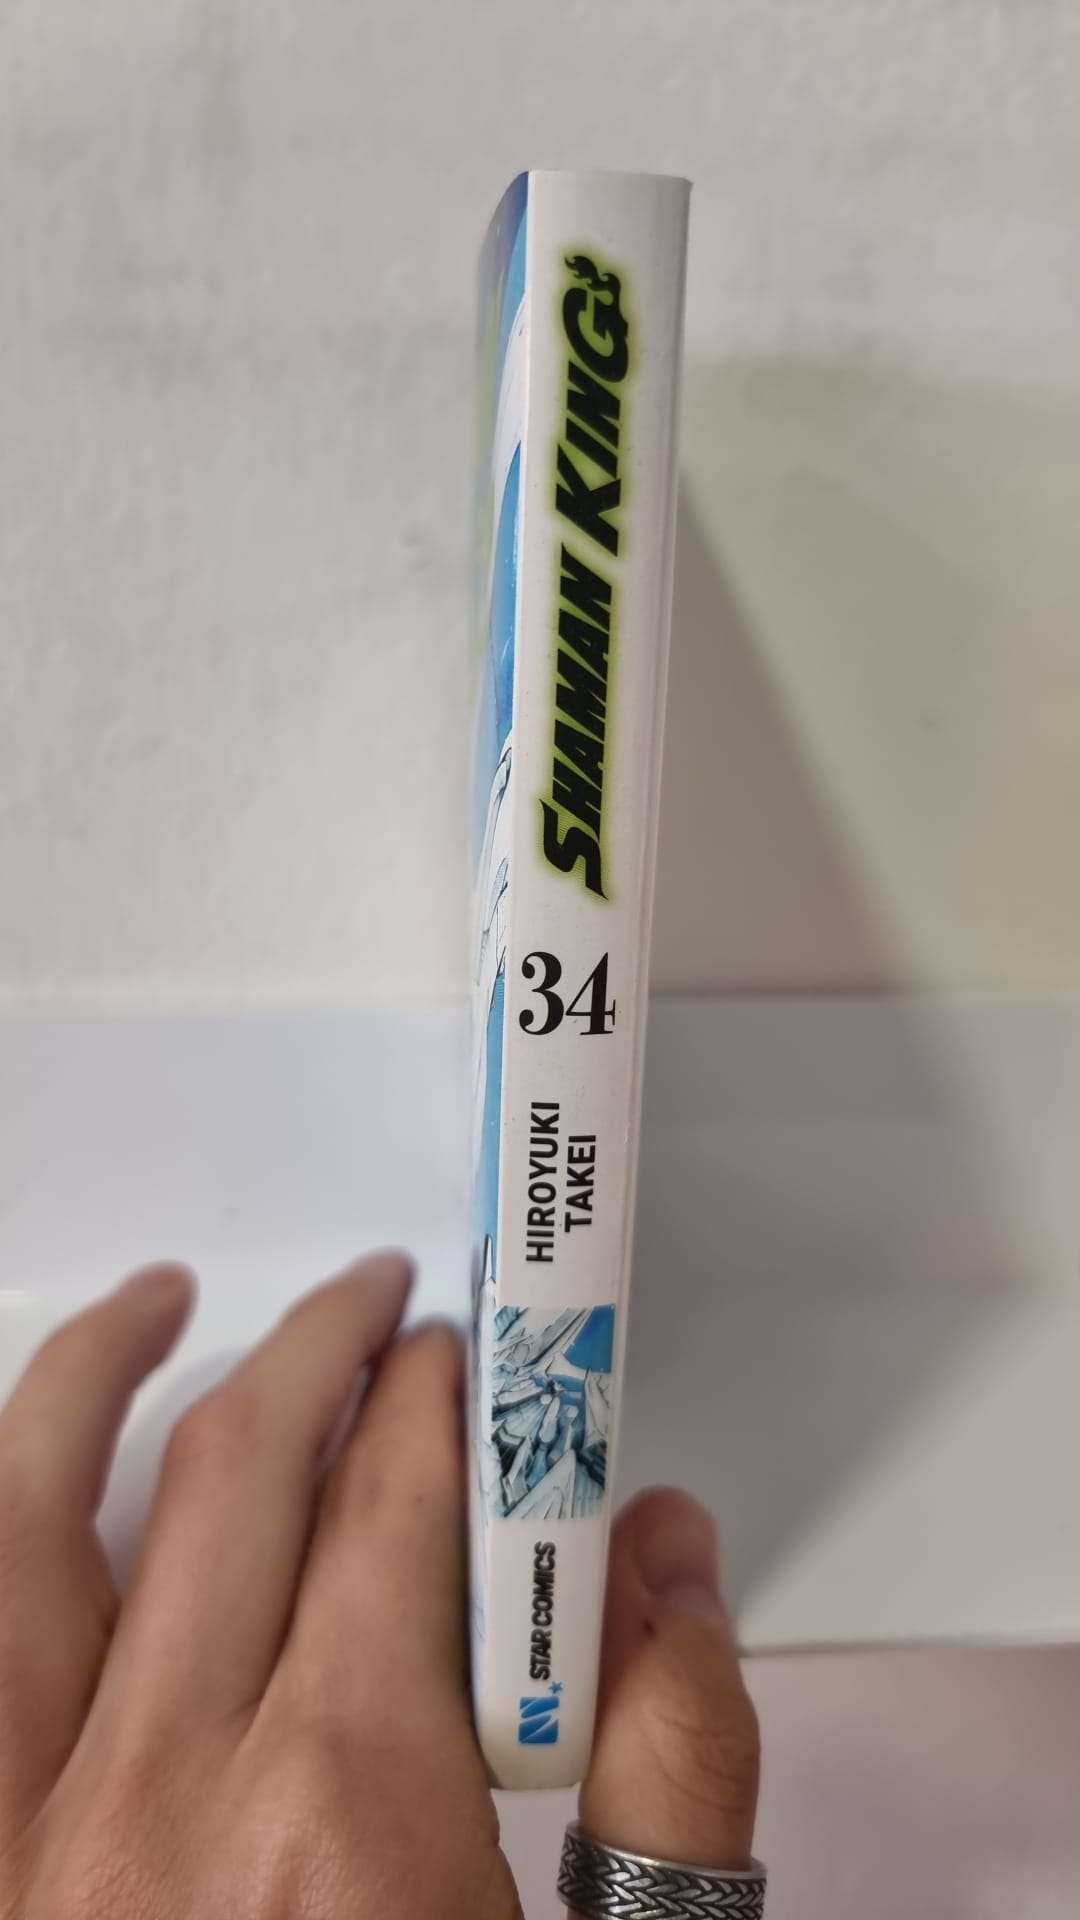 SHAMAN KING
34
HIROYUKI
TAKEI
STAR COMICS